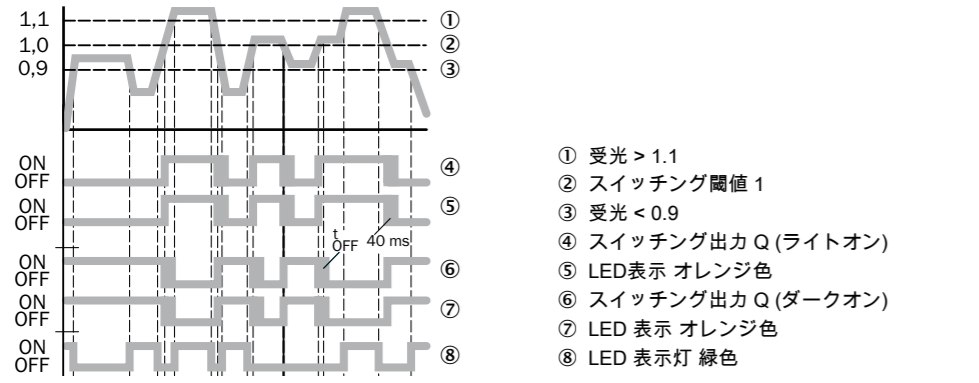 1,1 ①
1,0 ②
0,9 ③
ON ④
OFF
ON ⑤
OFF
t OFF 40 ms
ON ⑥
OFF
ON ⑦
OFF
ON ⑧
OFF
① 受光 > 1.1
② スイッチング閾値 1
③ 受光 < 0.9
④ スイッチング出力 Q (ライトオン)
⑤ LED表示 オレンジ色
⑥ スイッチング出力 Q (ダークオン)
⑦ LED 表示 オレンジ色
⑧ LED 表示灯 緑色